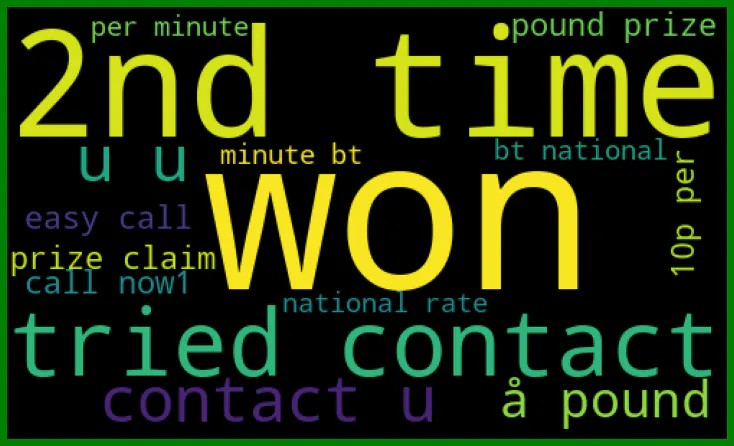 per minute
pound prize
2nd time
u u
minute bt
bt national
won
10p per
easy call
prize claim
call now1
national rate
tried contact
contact u
å pound